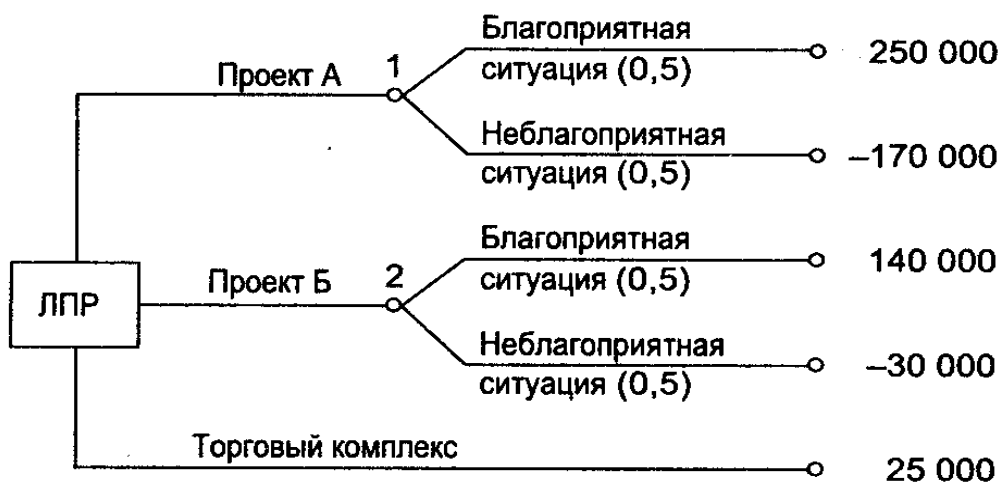 Благоприятная
250 000
Проект А
1
ситуация (0,5)
Неблагоприятная
–170 000
ситуация (0,5)
Благоприятная
140 000
Проект Б
2
ситуация (0,5)
ЛПР
Неблагоприятная
–30 000
ситуация (0,5)
Торговый комплекс
25 000